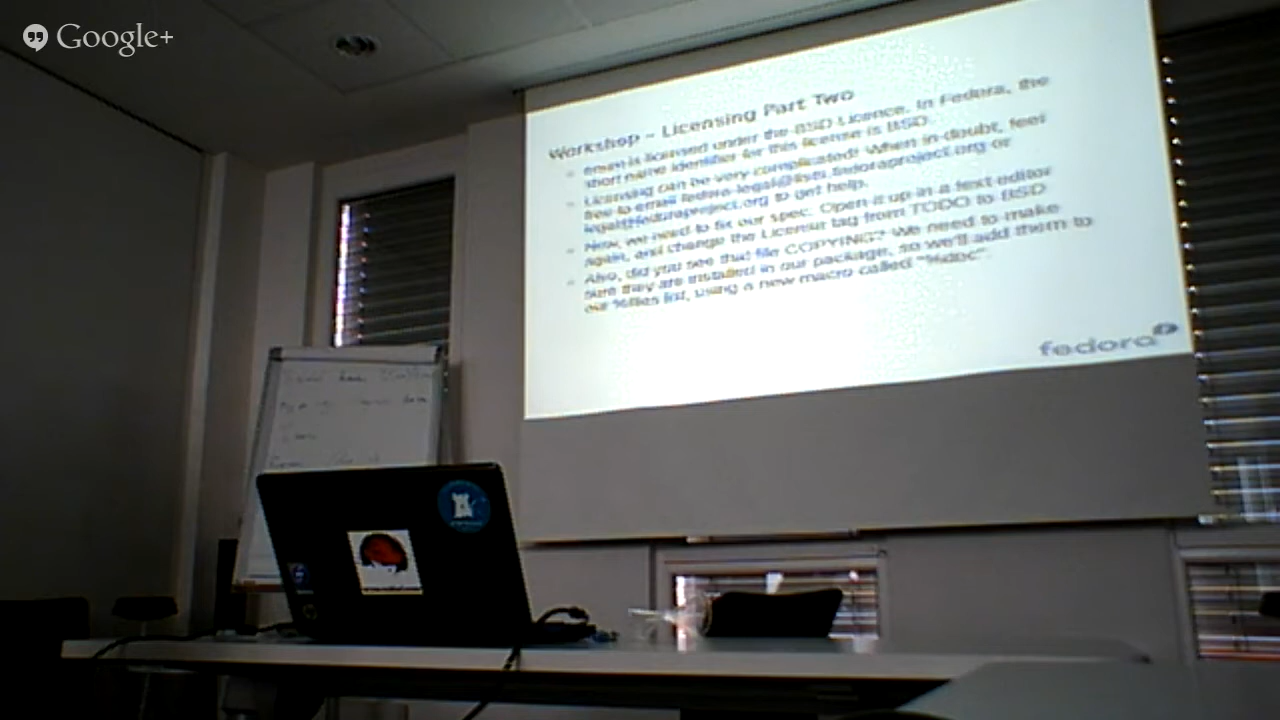 Google+
Workshop – Licensing Part Two
is licensed under the BSD Licence. In Fedora, the
short name identifier for this license is BSD.
Licensing can be very complicated! When in doubt, feel
free to email fedora-legal@lists.fedoraproject.org or
legal@fedoraproject.org to get help.
Now, we need to fix our spec. Open it up in a text editor
again, and change the License tag from TODO to BSD
Also, did you see that file COPYING? We need to make
sure they are installed in our package, so we'll add them to
our %files list, using a new macro called "%doc"
fedora